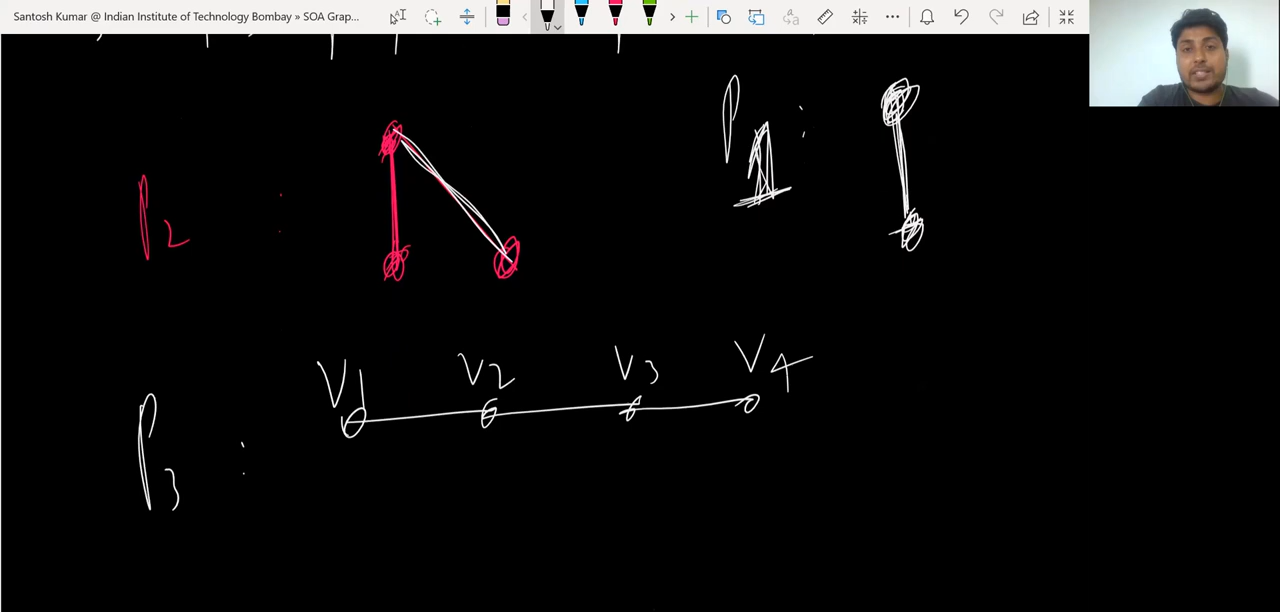 Santosh Kumar @ Indian Institute of Technology Bombay » SOA Grap...
P1 :
P2 :
V1 V2 V3 V4
P3 :